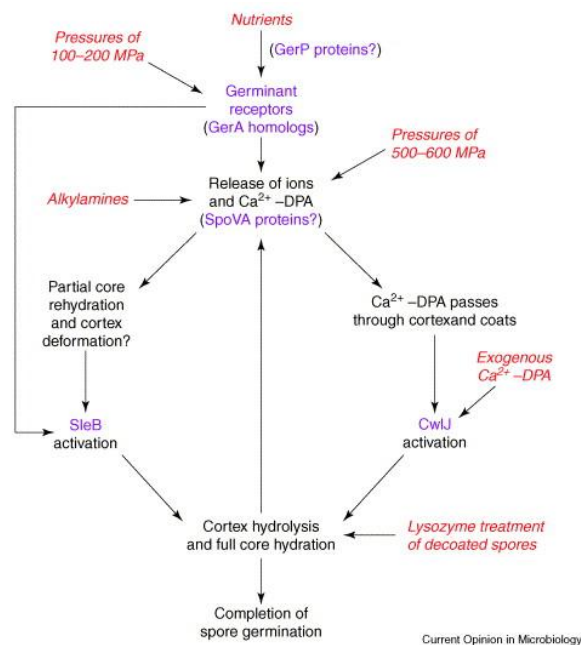 Nutrients
Pressures of
100–200 MPa
(GerP proteins?)
Germinant
receptors
(GerA homologs)
Pressures of
500–600 MPa
Alkylamines
Release of ions
and Ca2+ –DPA
(SpoVA proteins?)
Partial core
rehydration
and cortex
deformation?
Ca2+ –DPA passes
through cortexand coats
Exogenous
Ca2+ –DPA
SleB
activation
CwlJ
activation
Cortex hydrolysis
and full core hydration
Lysozyme treatment
of decoated spores
Completion of
spore germination
Current Opinion in Microbiology